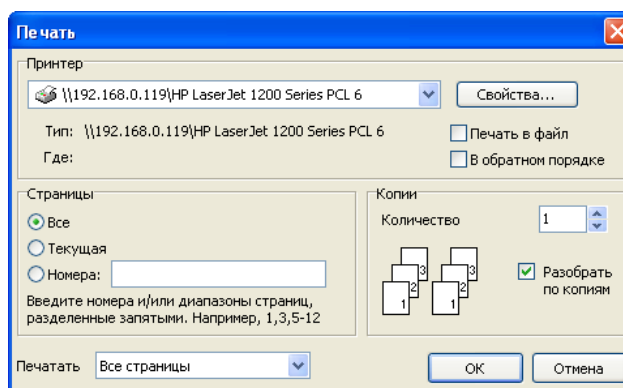 Печать
Принтер
\\192.168.0.119\HP LaserJet 1200 Series PCL 6
Свойства...
Тип: \\192.168.0.119\HP LaserJet 1200 Series PCL 6
Печать в файл
Где:
В обратном порядке
Страницы
Все
Текущая
Номера:
Введите номера и/или диапазоны страниц,
разделенные запятыми. Например, 1,3,5-12
Копии
Количество 1
1 2 3 1 2 3
Разобрать
по копиям
Печатать Все страницы
ОК
Отмена